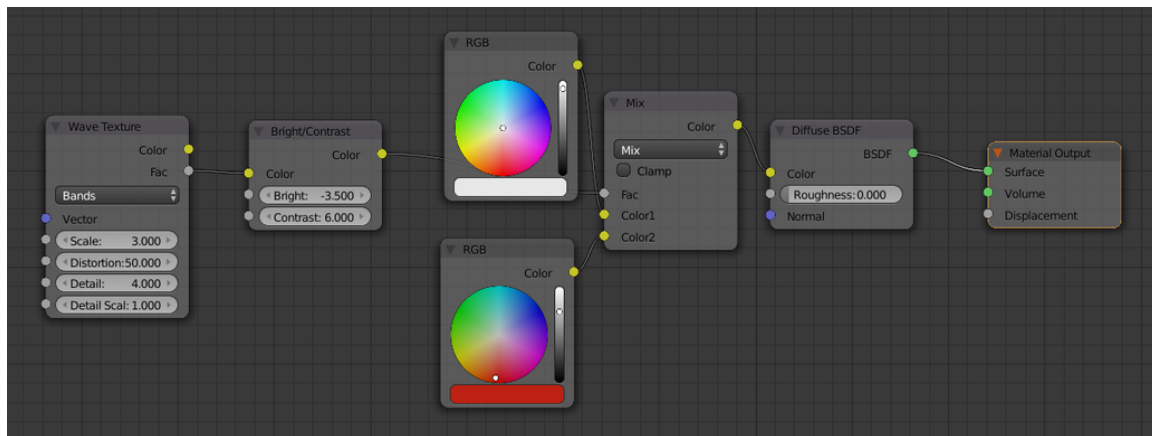 Wave Texture
Color
Fac
Bands
Vector
Scale: 3.000
Distortion:50.000
Detail: 4.000
Detail Scal: 1.000
Bright/Contrast
Color
Color
Bright: -3.500
Contrast: 6.000
RGB
Color
RGB
Color
Mix
Color
Mix
Clamp
Fac
Color1
Color2
Diffuse BSDF
BSDF
Color
Roughness:0.000
Normal
Material Output
Surface
Volume
Displacement